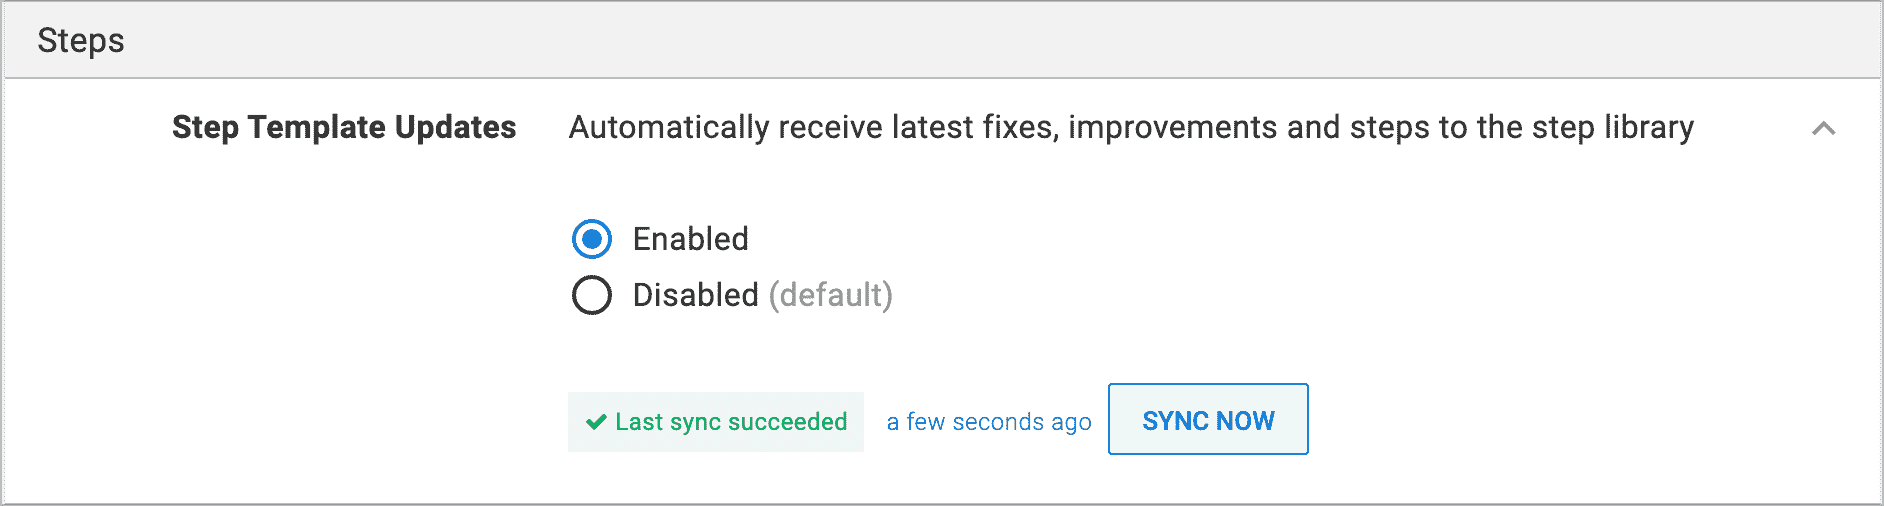 Steps
Step Template Updates
Automatically receive latest fixes, improvements and steps to the step library
Enabled
Disabled (default)
Last sync succeeded a few seconds ago SYNC NOW